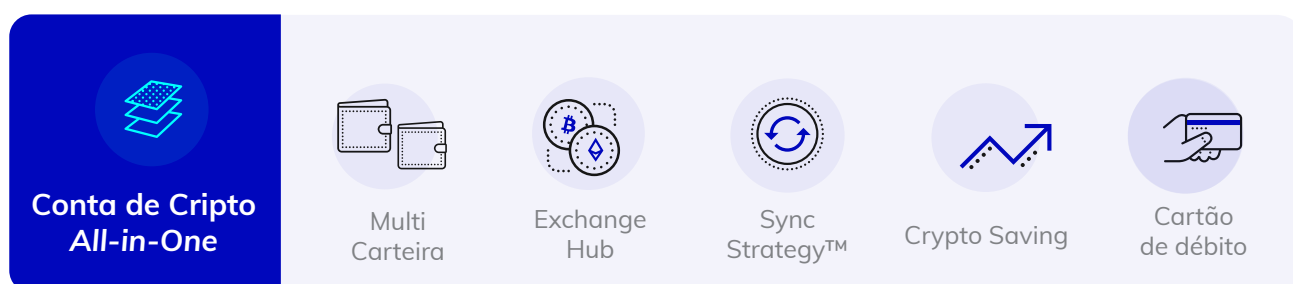 Conta de Cripto
All-in-One
Multi
Carteira
Exchange
Hub
Sync
Strategy™
Crypto Saving
Cartão
de débito